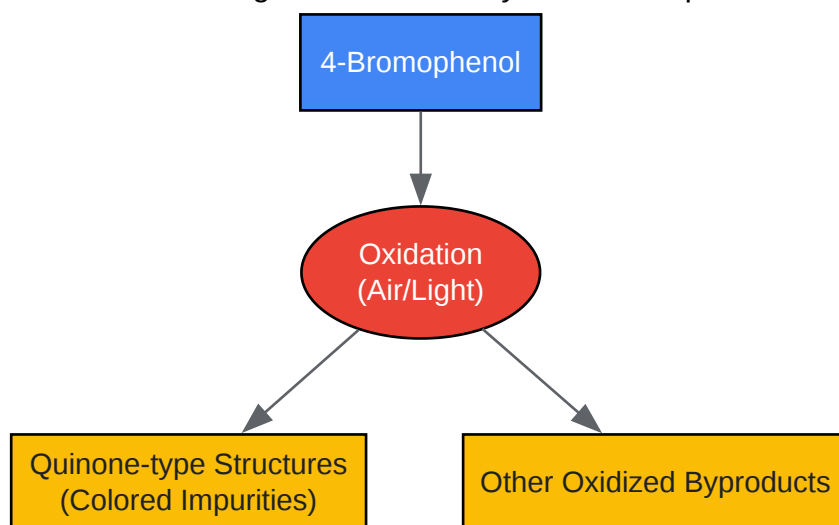 4-Bromophenol
Oxidation
(Air/Light)
Quinone-type Structures
(Colored Impurities)
Other Oxidized Byproducts